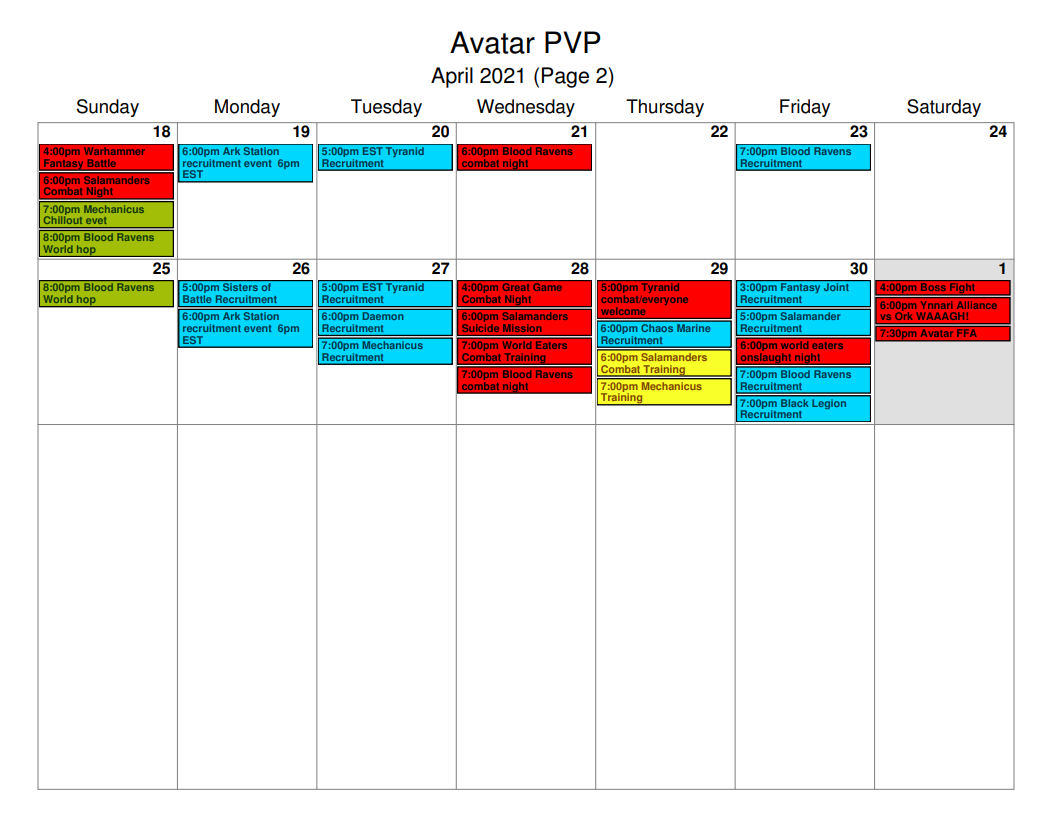 Avatar PVP
April 2021 (Page 2)
Sunday Monday Tuesday Wednesday Thursday Friday Saturday
18
4:00pm Warhammer
Fantasy Battle
6:00pm Salamanders
Combat Night
7:00pm Mechanicus
Chillout evet
8:00pm Blood Ravens
World hop
19
6:00pm Ark Station
recruitment event 6pm
EST
20
5:00pm EST Tyranid
Recruitment
21
6:00pm Blood Ravens
combat night
22
23
7:00pm Blood Ravens
Recruitment
24
25
8:00pm Blood Ravens
World hop
26
5:00pm Sisters of
Battle Recruitment
6:00pm Ark Station
recruitment event 6pm
EST
27
5:00pm EST Tyranid
Recruitment
6:00pm Daemon
Recruitment
7:00pm Mechanicus
Recruitment
28
4:00pm Great Game
Combat Night
6:00pm Salamanders
Suicide Mission
7:00pm World Eaters
Combat Training
7:00pm Blood Ravens
combat night
29
5:00pm Tyranid
combat/everyone
welcome
6:00pm Chaos Marine
Recruitment
6:00pm Salamanders
Combat Training
7:00pm Mechanicus
Training
30
3:00pm Fantasy Joint
Recruitment
5:00pm Salamander
Recruitment
6:00pm world eaters
onslaught night
7:00pm Blood Ravens
Recruitment
7:00pm Black Legion
Recruitment
1
4:00pm Boss Fight
6:00pm Ynnari Alliance
vs Ork WAAAGH!
7:30pm Avatar FFA